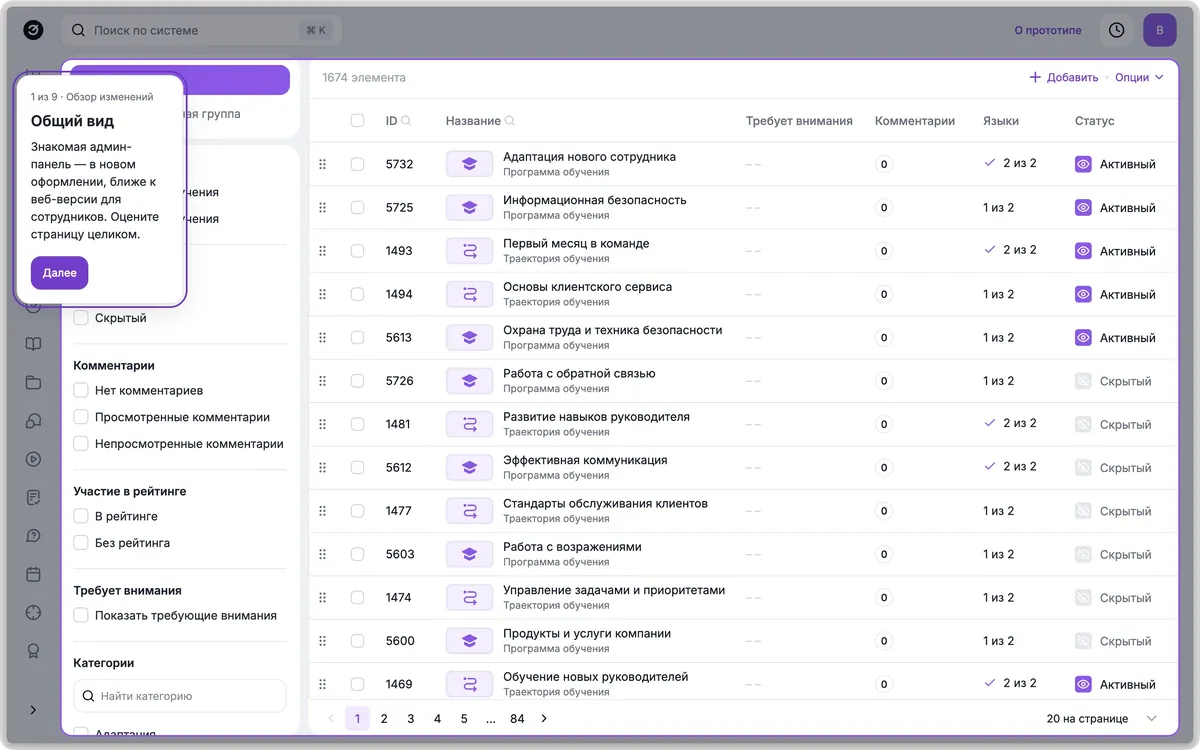 Поиск по системе
⌘ K
О прототипе
B
1 из 9 · Обзор изменений
Общий вид
Знакомая админ-
панель — в новом
оформлении, ближе к
веб-версии для
сотрудников. Оцените
страницу целиком.
Далее
ая группа
учения
учения
Скрытый
Комментарии
Нет комментариев
Просмотренные комментарии
Непросмотренные комментарии
Участие в рейтинге
В рейтинге
Без рейтинга
Требует внимания
Показать требующие внимания
Категории
Найти категорию
Адаптация
1674 элемента
Добавить · Опции
ID Название Требует внимания Комментарии Языки Статус
5732 Адаптация нового сотрудника -- 0 2 из 2 Активный
Программа обучения
5725 Информационная безопасность -- 0 1 из 2 Активный
Программа обучения
1493 Первый месяц в команде -- 0 2 из 2 Активный
Траектория обучения
1494 Основы клиентского сервиса -- 0 1 из 2 Активный
Траектория обучения
5613 Охрана труда и техника безопасности -- 0 1 из 2 Активный
Программа обучения
5726 Работа с обратной связью -- 0 1 из 2 Скрытый
Программа обучения
1481 Развитие навыков руководителя -- 0 2 из 2 Скрытый
Траектория обучения
5612 Эффективная коммуникация -- 0 2 из 2 Скрытый
Программа обучения
1477 Стандарты обслуживания клиентов -- 0 1 из 2 Скрытый
Траектория обучения
5603 Работа с возражениями -- 0 1 из 2 Скрытый
Программа обучения
1474 Управление задачами и приоритетами -- 0 1 из 2 Скрытый
Траектория обучения
5600 Продукты и услуги компании -- 0 1 из 2 Скрытый
Программа обучения
1469 Обучение новых руководителей -- 0 2 из 2 Активный
Траектория обучения
1 2 3 4 5 ... 84
20 на странице